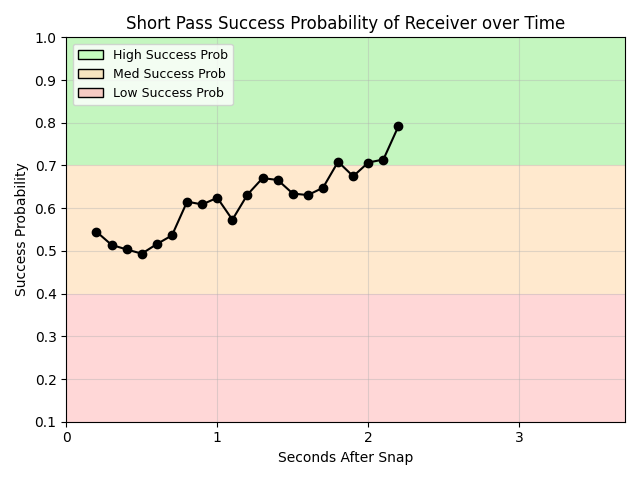 Short Pass Success Probability of Receiver over Time
1.0
0.9
0.8
0.7
0.6
0.5
0.4
0.3
0.2
0.1
Success Probability
High Success Prob
Med Success Prob
Low Success Prob
0 1 2 3
Seconds After Snap